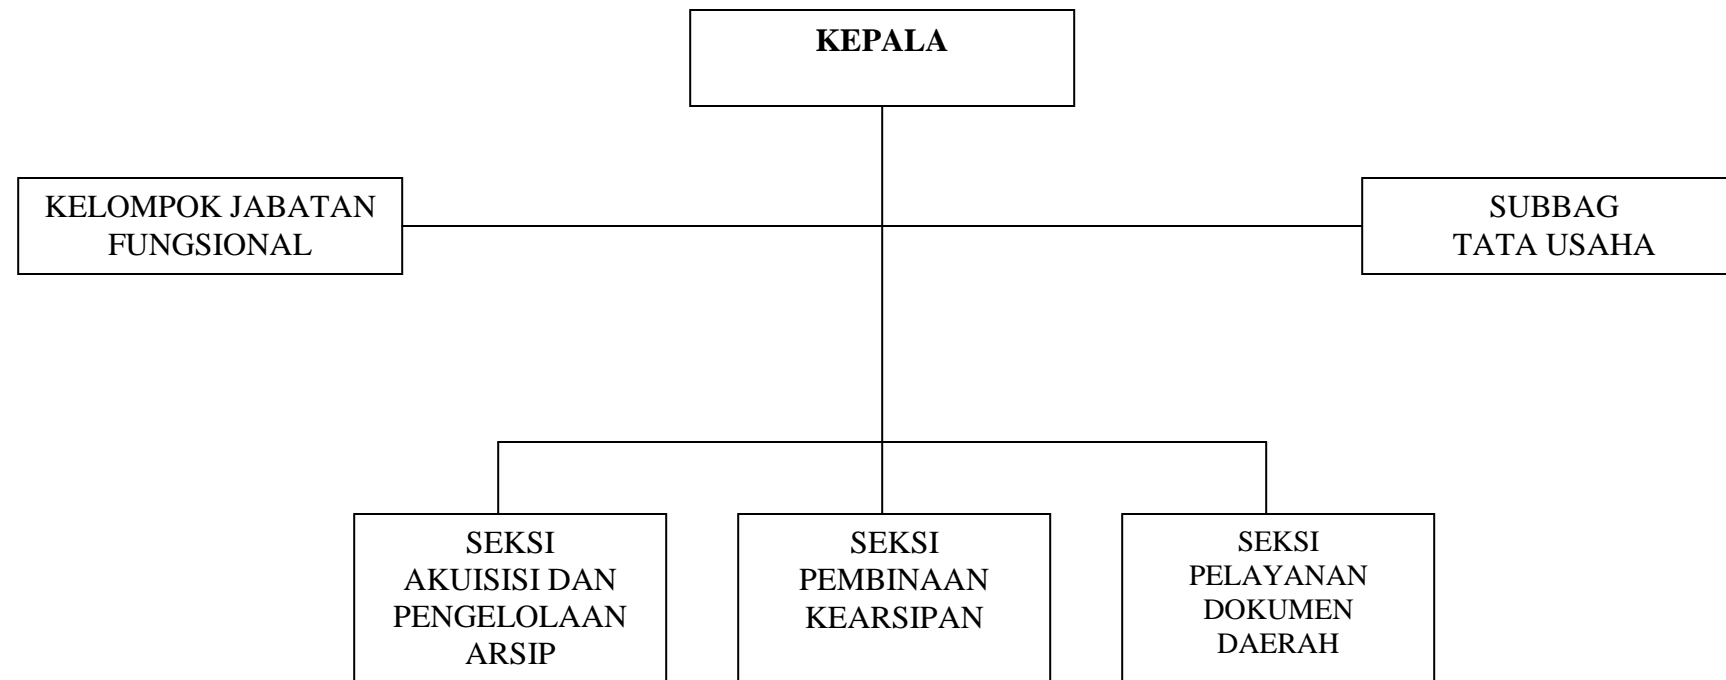 KEPALA
KELOMPOK JABATAN
FUNGSIONAL
SUBBAG
TATA USAHA
SEKSI
AKUISISI DAN
PENGELOLAAN
ARSIP
SEKSI
PEMBINAAN
KEARSIPAN
SEKSI
PELAYANAN
DOKUMEN
DAERAH